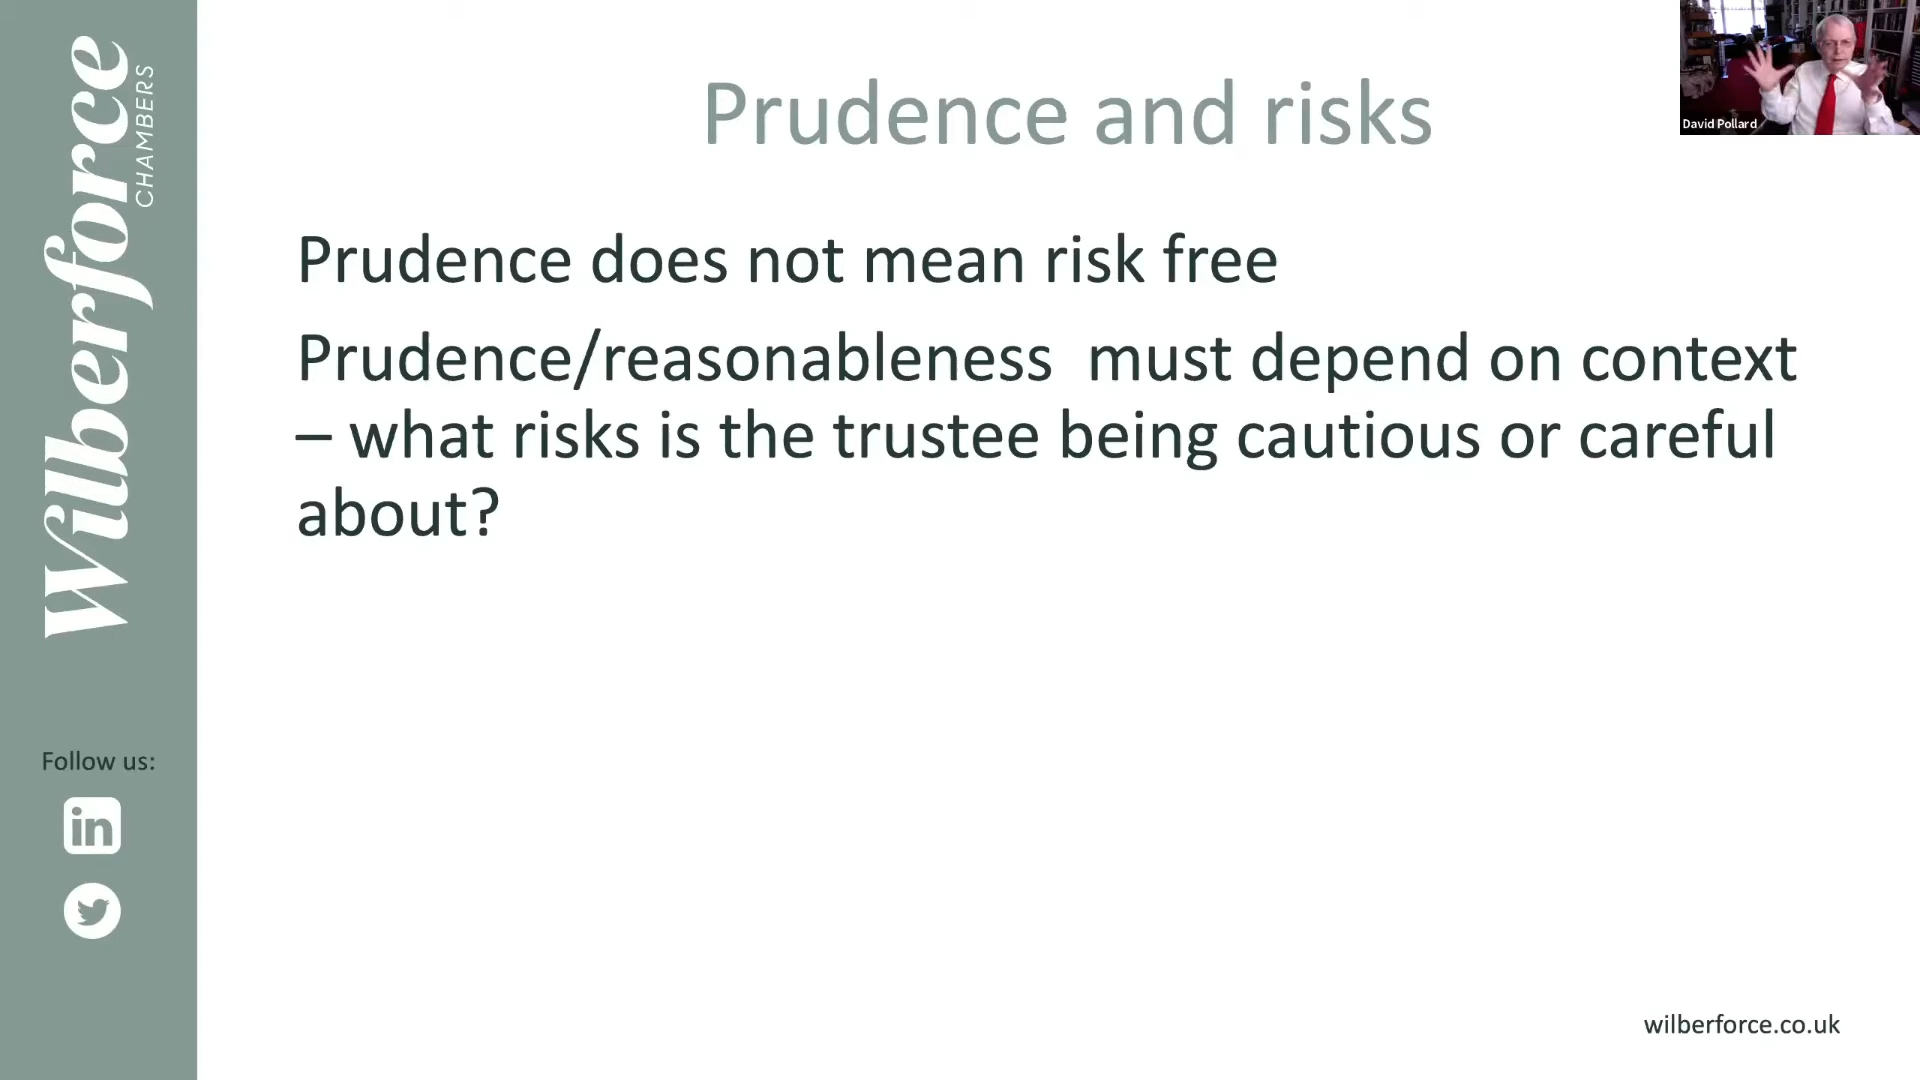 Wilberforce
CHAMBERS
Prudence and risks
David Pollard
Prudence does not mean risk free
Prudence/reasonableness  must depend on context
– what risks is the trustee being cautious or careful
about?
Follow us:
in
wilberforce.co.uk